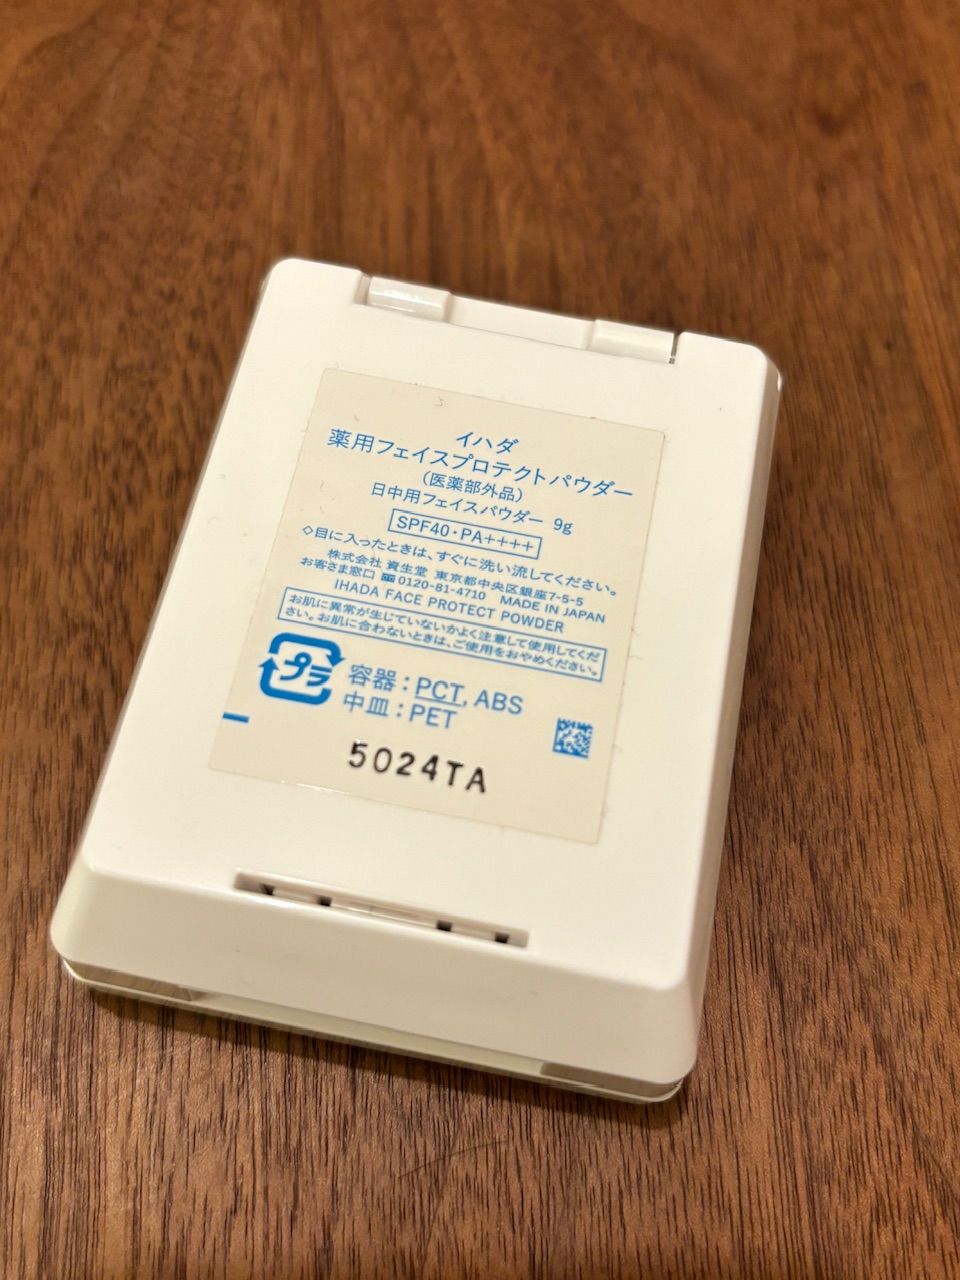 イハダ
薬用フェイスプロテクトパウダー
(医薬部外品)
日中用フェイスパウダー 9g
SPF40・PA++++
◇目に入ったときは、すぐに洗い流してください。
株式会社 資生堂 東京都中央区銀座7-5-5
お客さま窓口 0120-81-4710 MADE IN JAPAN
IHADA FACE PROTECT POWDER
お肌に異常が生じていないかよく注意して使用してくだ
さい。お肌に合わないときは、ご使用をおやめください。
プラ
容器：PCT, ABS
中皿：PET
5024TA